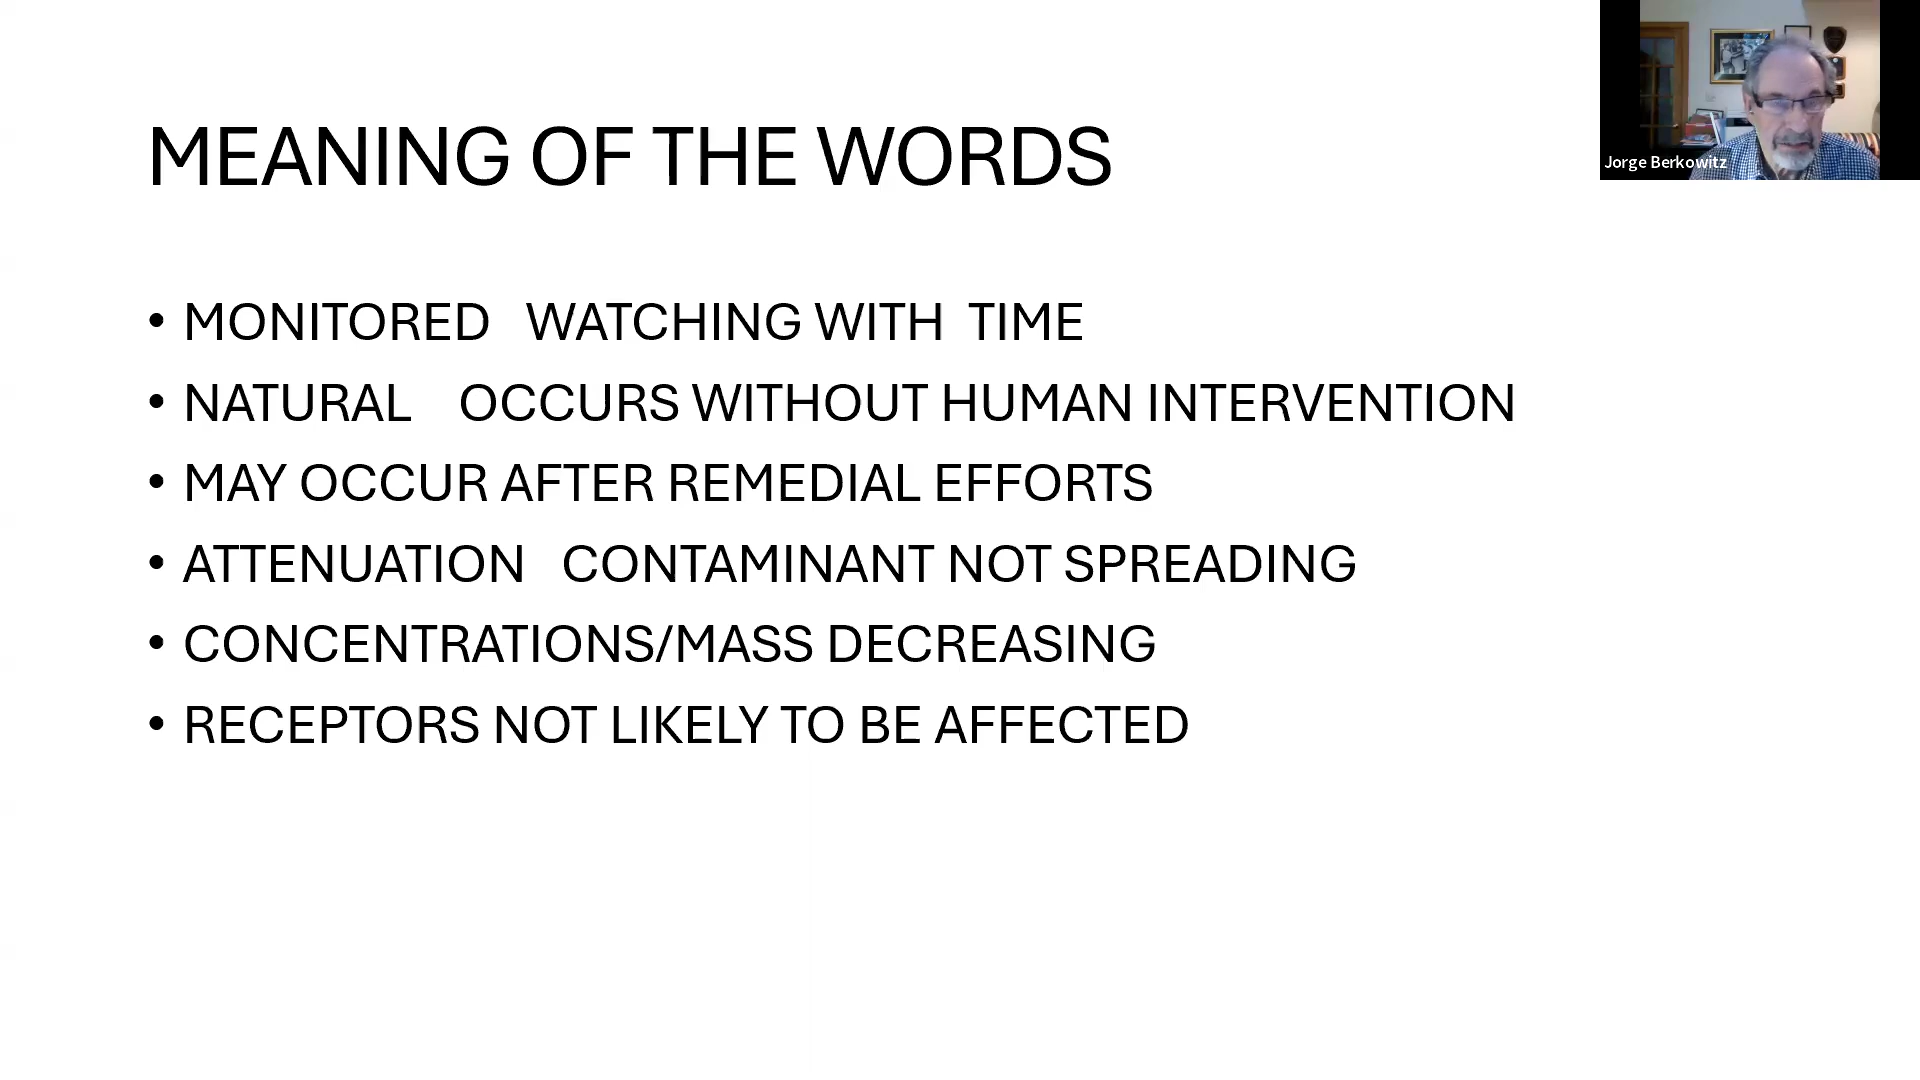 MEANING OF THE WORDS
• MONITORED WATCHING WITH TIME
• NATURAL OCCURS WITHOUT HUMAN INTERVENTION
• MAY OCCUR AFTER REMEDIAL EFFORTS
• ATTENUATION CONTAMINANT NOT SPREADING
• CONCENTRATIONS/MASS DECREASING
• RECEPTORS NOT LIKELY TO BE AFFECTED
Jorge Berkowitz